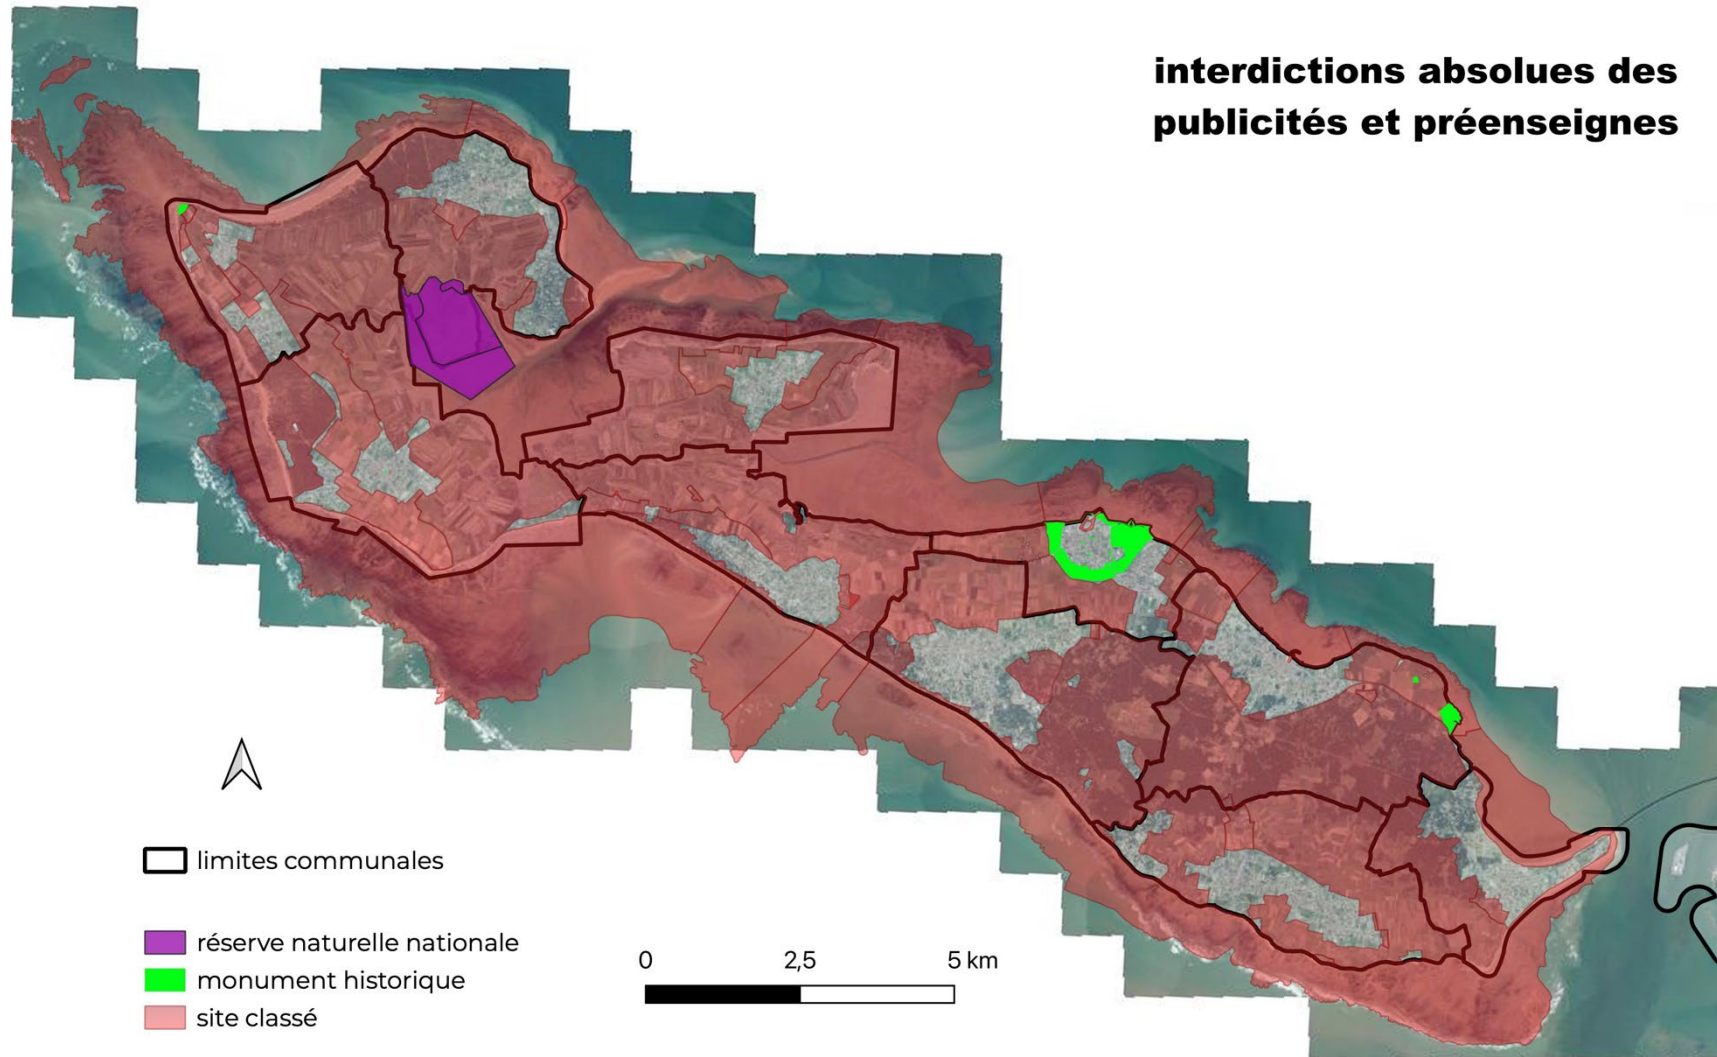 interdictions absolues des
publicités et préenseignes
limites communales
réserve naturelle nationale
monument historique
site classé
0 2,5 5 km